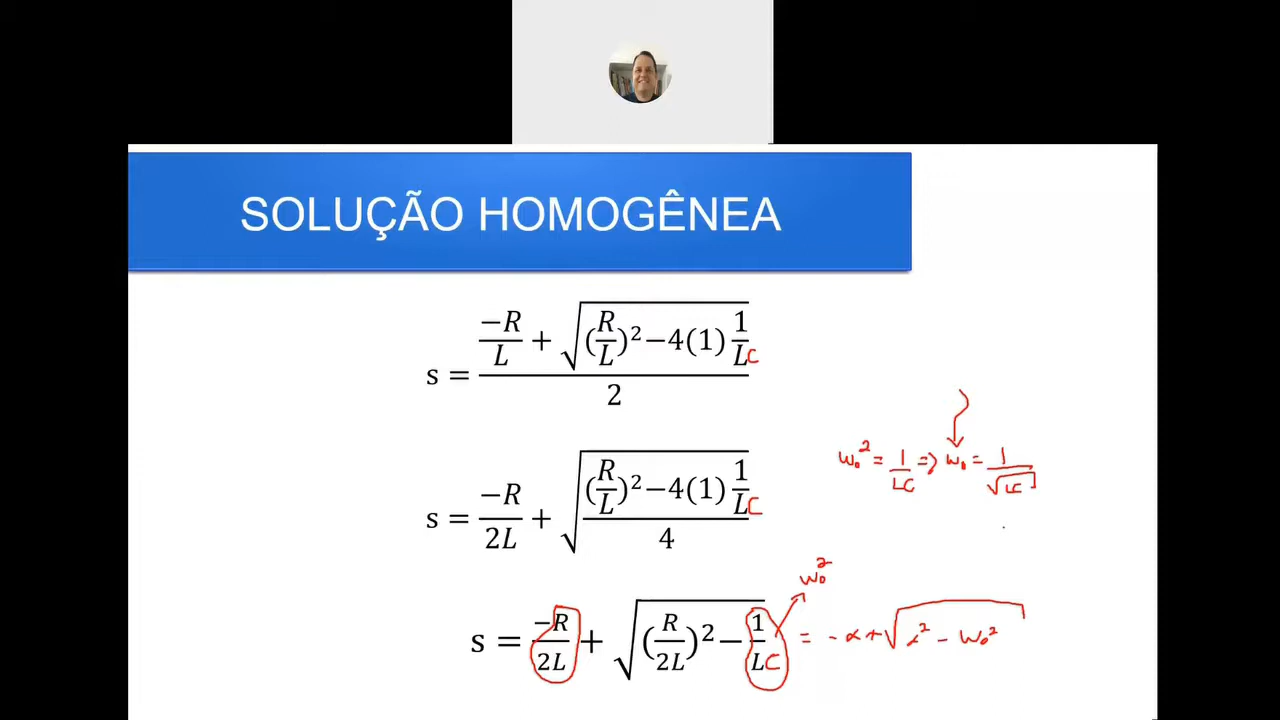 SOLUÇÃO HOMOGÊNEA
s = (−R/L + √((R/L)² − 4(1) 1/LC)) / 2
s = −R/2L + √(((R/L)² − 4(1) 1/LC) / 4)
w₀² = 1/LC => w₀ = 1/√LC
w₀²
s = −R/2L + √((R/2L)² − 1/LC) = - α + √(α² - w₀²)